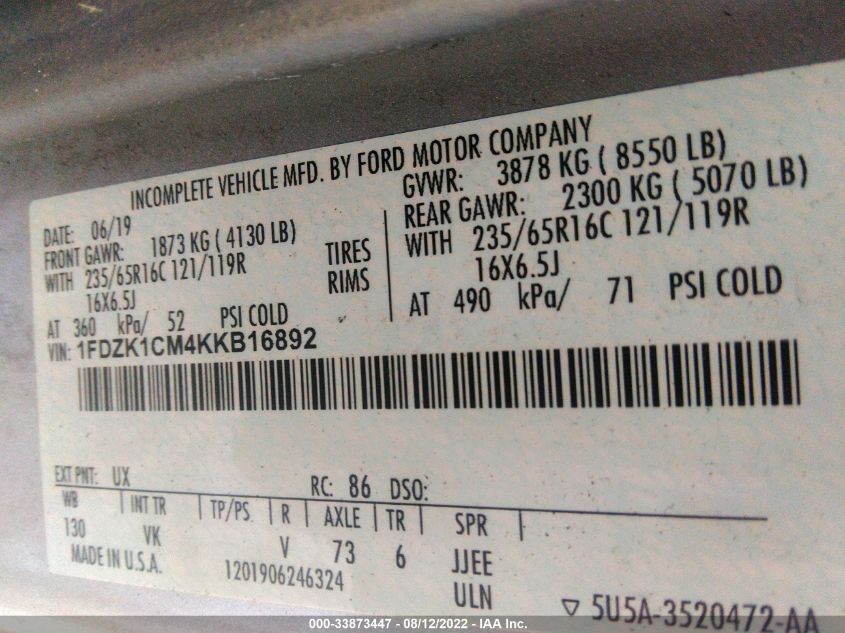 INCOMPLETE VEHICLE MFD. BY FORD MOTOR COMPANY
DATE: 06/19
GVWR: 3878 KG ( 8550 LB)
FRONT GAWR: 1873 KG ( 4130 LB)
REAR GAWR: 2300 KG ( 5070 LB)
WITH 235/65R16C 121/119R TIRES WITH 235/65R16C 121/119R
16X6.5J RIMS 16X6.5J
AT 360 kPa/ 52 PSI COLD AT 490 kPa/ 71 PSI COLD
VIN: 1FDZK1CM4KKB16892
EXT PNT: UX RC: 86 DSO:
WB | INT TR | TP/PS | R | AXLE | TR | SPR |
130 VK V 73 6 JJEE
MADE IN U.S.A. 1201906246324 ULN
▽ 5U5A-3520472-AA
000-33873447 - 08/12/2022 - IAA Inc.